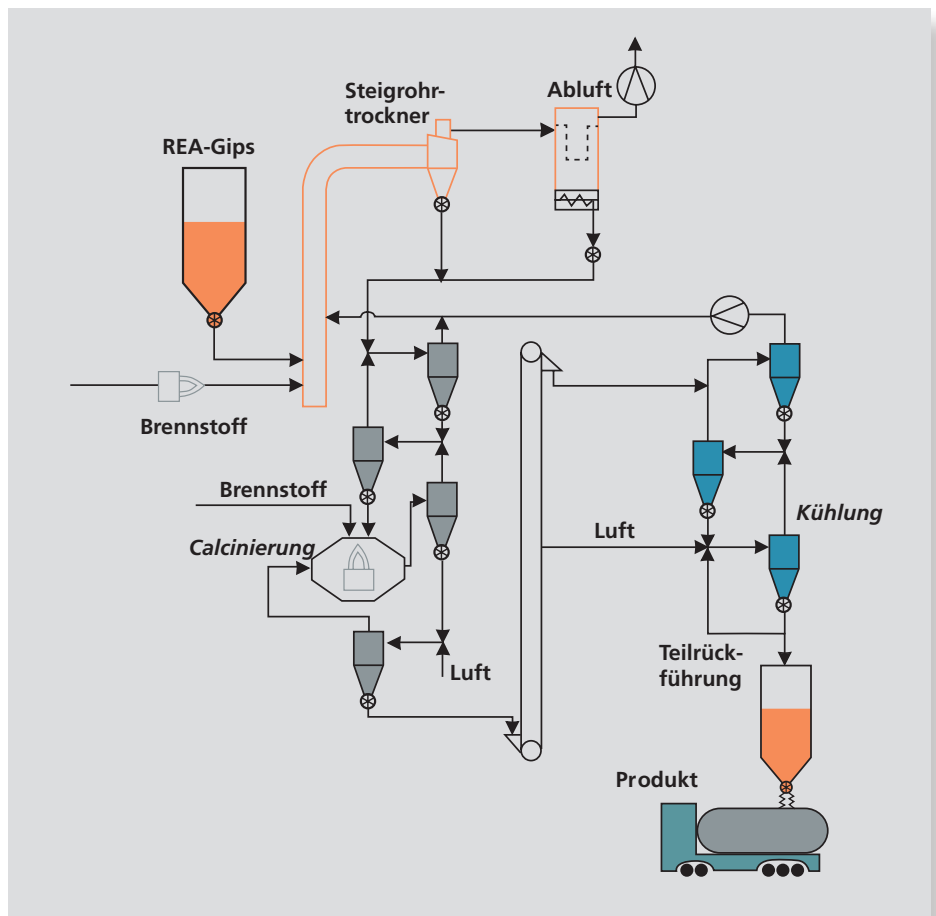 Steigrohr-
trockner
Abluft
REA-Gips
Brennstoff
Brennstoff
Calcinierung
Luft
Kühlung
Luft
Teilrück-
führung
Produkt